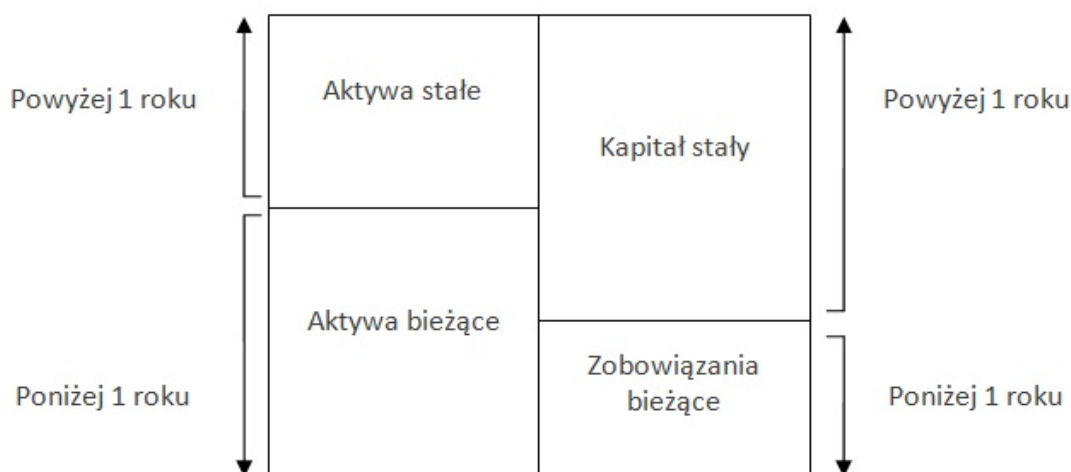 Powyżej 1 roku
Aktywa stałe
Kapitał stały
Powyżej 1 roku
Poniżej 1 roku
Aktywa bieżące
Zobowiązania
bieżące
Poniżej 1 roku